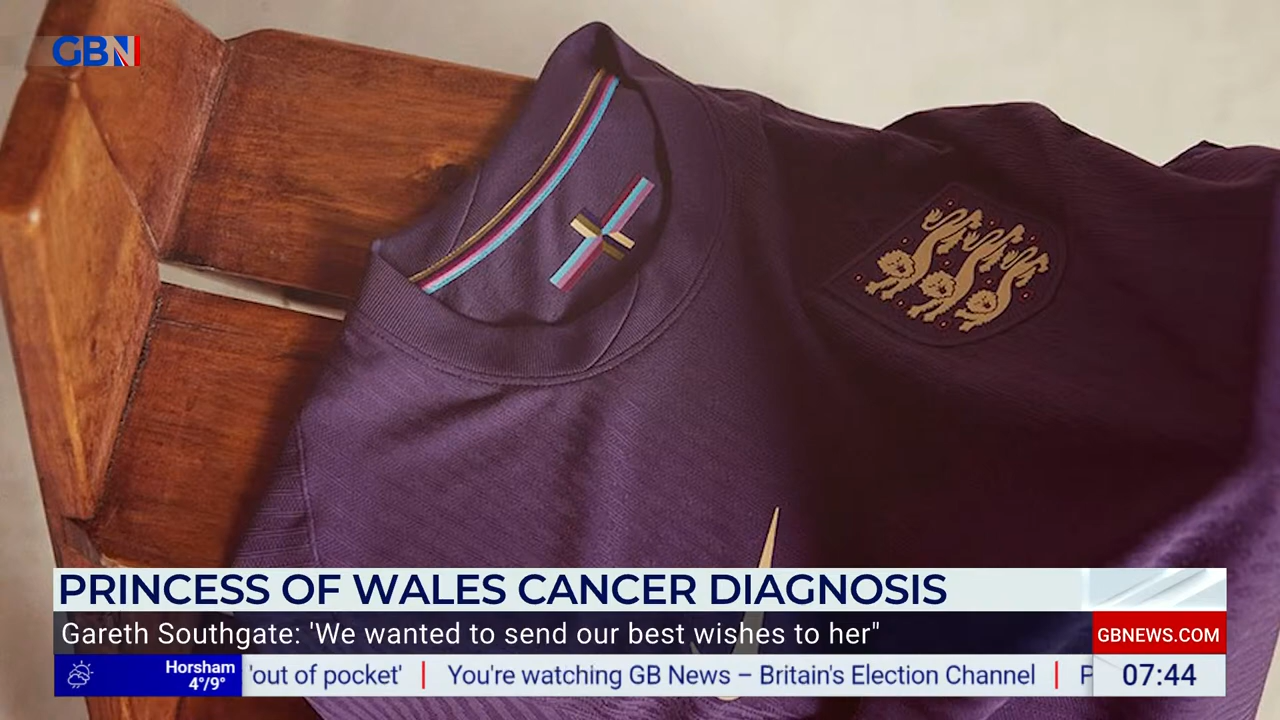 GBN
PRINCESS OF WALES CANCER DIAGNOSIS
Gareth Southgate: 'We wanted to send our best wishes to her"
GBNEWS.COM
Horsham
4°/9°
'out of pocket' | You're watching GB News – Britain's Election Channel | P
07:44